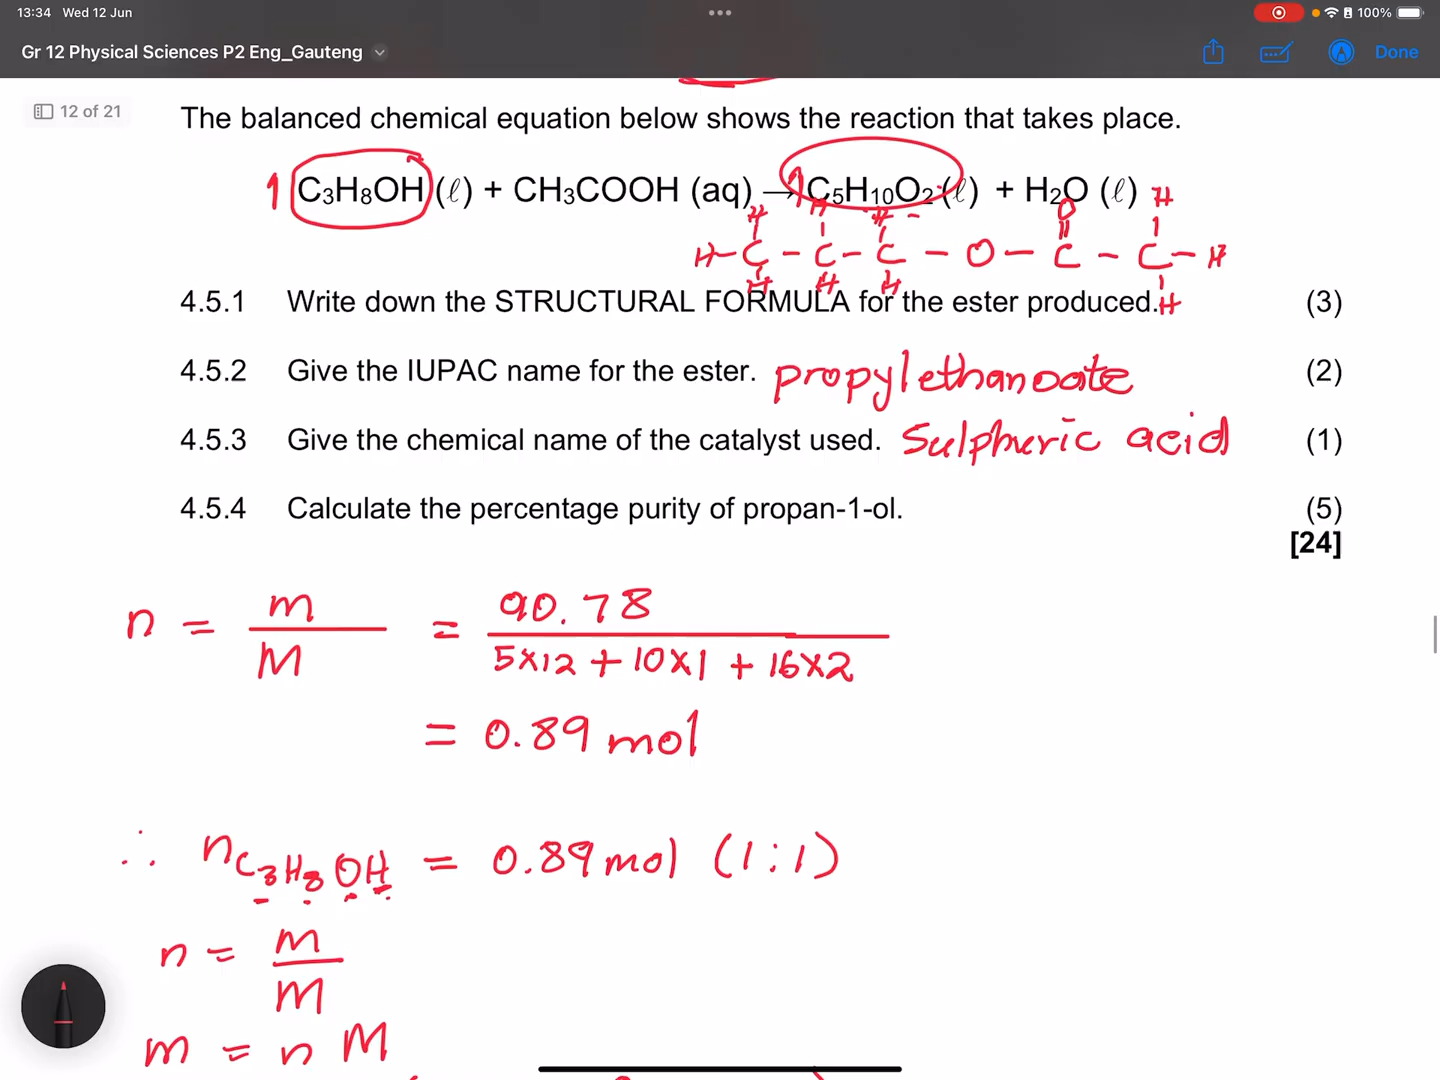 13:34 Wed 12 Jun 100%
Gr 12 Physical Sciences P2 Eng_Gauteng Done
12 of 21
The balanced chemical equation below shows the reaction that takes place.
1 C₃H₈OH (ℓ) + CH₃COOH (aq) → 1 C₅H₁₀O₂ (ℓ) + H₂O (ℓ)
H H H O H
H - C - C - C - O - C - C - H
H H H H
4.5.1 Write down the STRUCTURAL FORMULA for the ester produced. (3)
4.5.2 Give the IUPAC name for the ester. propylethanoate (2)
4.5.3 Give the chemical name of the catalyst used. Sulphuric acid (1)
4.5.4 Calculate the percentage purity of propan-1-ol. (5)
[24]
n = m / M = 90.78 / 5×12 + 10×1 + 16×2
= 0.89 mol
∴ nC₃H₈OH = 0.89 mol (1:1)
n = m / M
m = n M